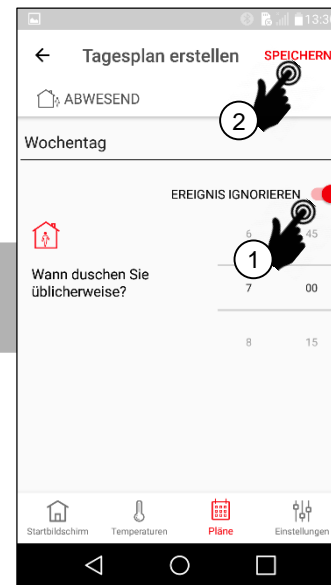 13:30
Tagesplan erstellen SPEICHERN
ABWESEND
2
Wochentag
EREIGNIS IGNORIEREN
6 45
1
Wann duschen Sie
üblicherweise?
7 00
8 15
Startbildschirm Temperaturen Pläne Einstellungen